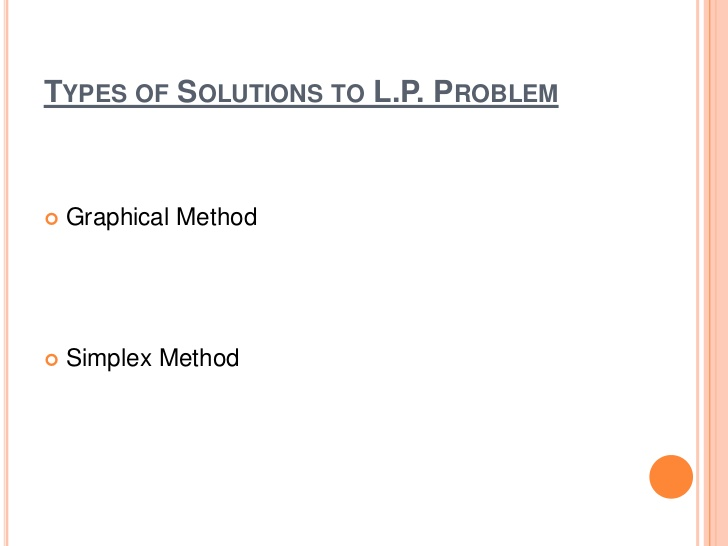 TYPES OF SOLUTIONS TO L.P. PROBLEM
Graphical Method
Simplex Method